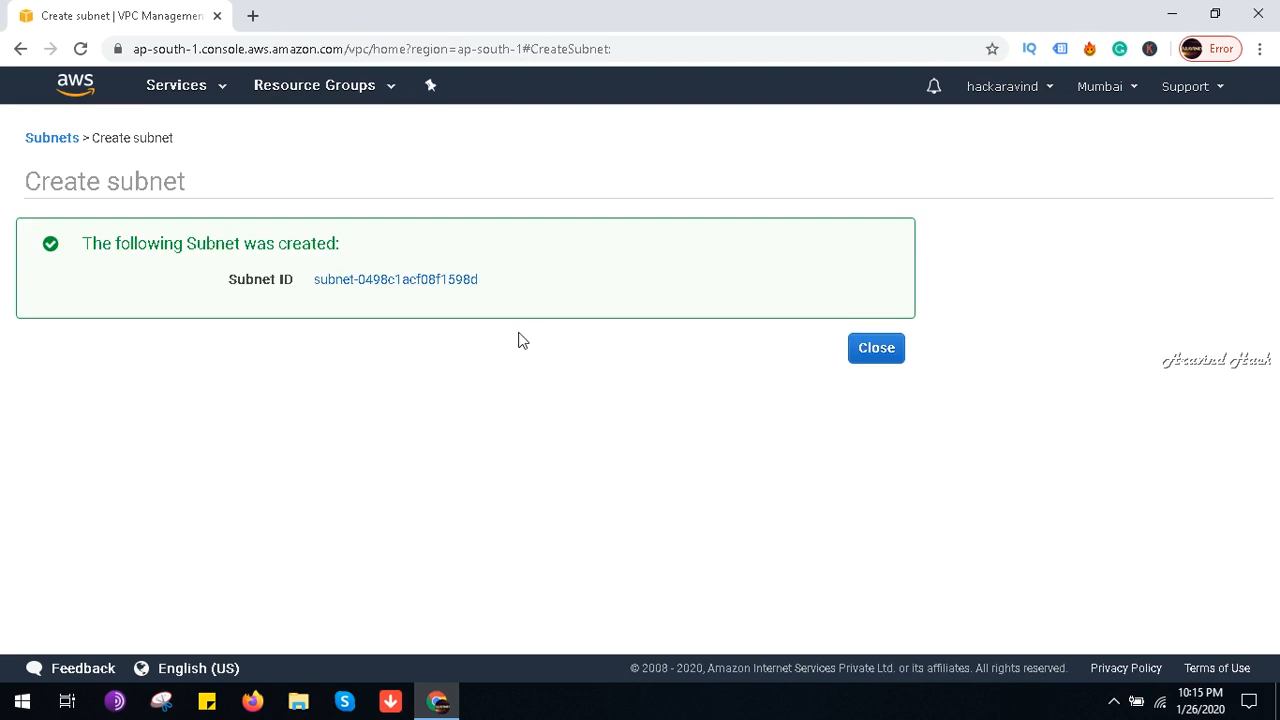 Create subnet | VPC Managemen
ap-south-1.console.aws.amazon.com/vpc/home?region=ap-south-1#CreateSubnet:
IQ
K
Error
aws
Services
Resource Groups
hackaravind
Mumbai
Support
Subnets > Create subnet
Create subnet
The following Subnet was created:
Subnet ID subnet-0498c1acf08f1598d
Close
Aravind Hack
Feedback
English (US)
© 2008 - 2020, Amazon Internet Services Private Ltd. or its affiliates. All rights reserved.
Privacy Policy
Terms of Use
10:15 PM
1/26/2020